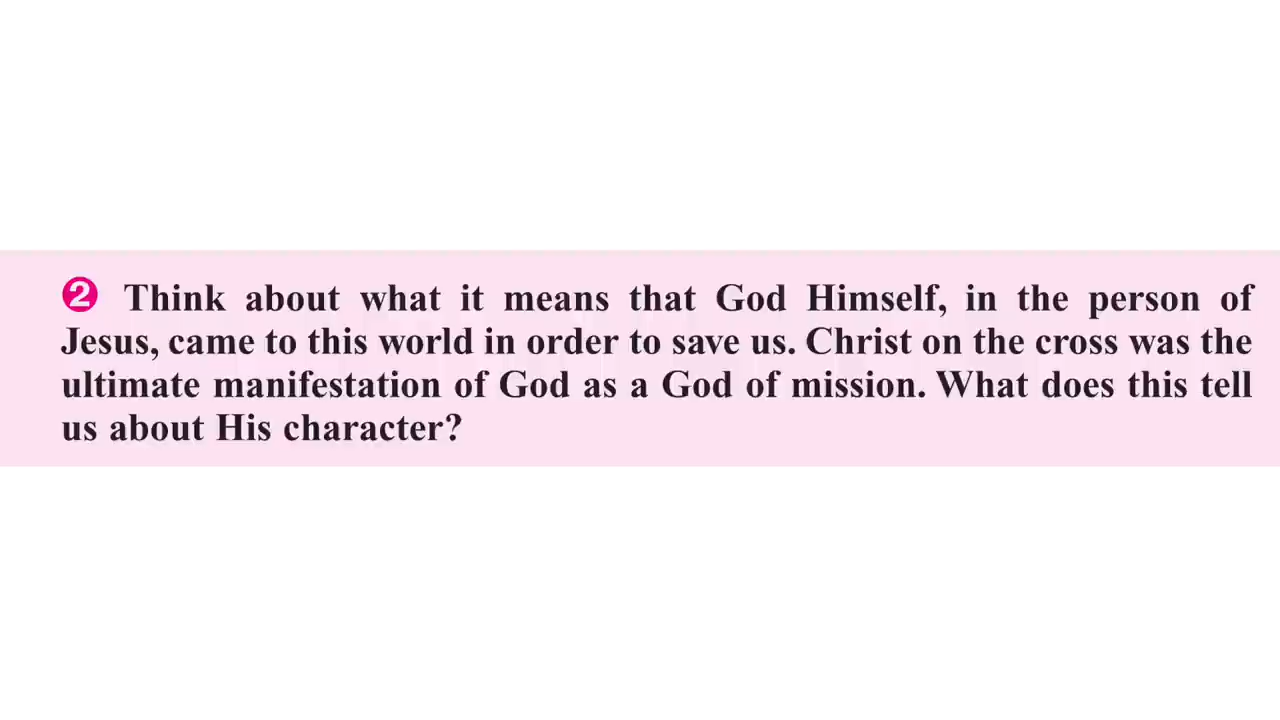 ❷ Think about what it means that God Himself, in the person of
Jesus, came to this world in order to save us. Christ on the cross was the
ultimate manifestation of God as a God of mission. What does this tell
us about His character?